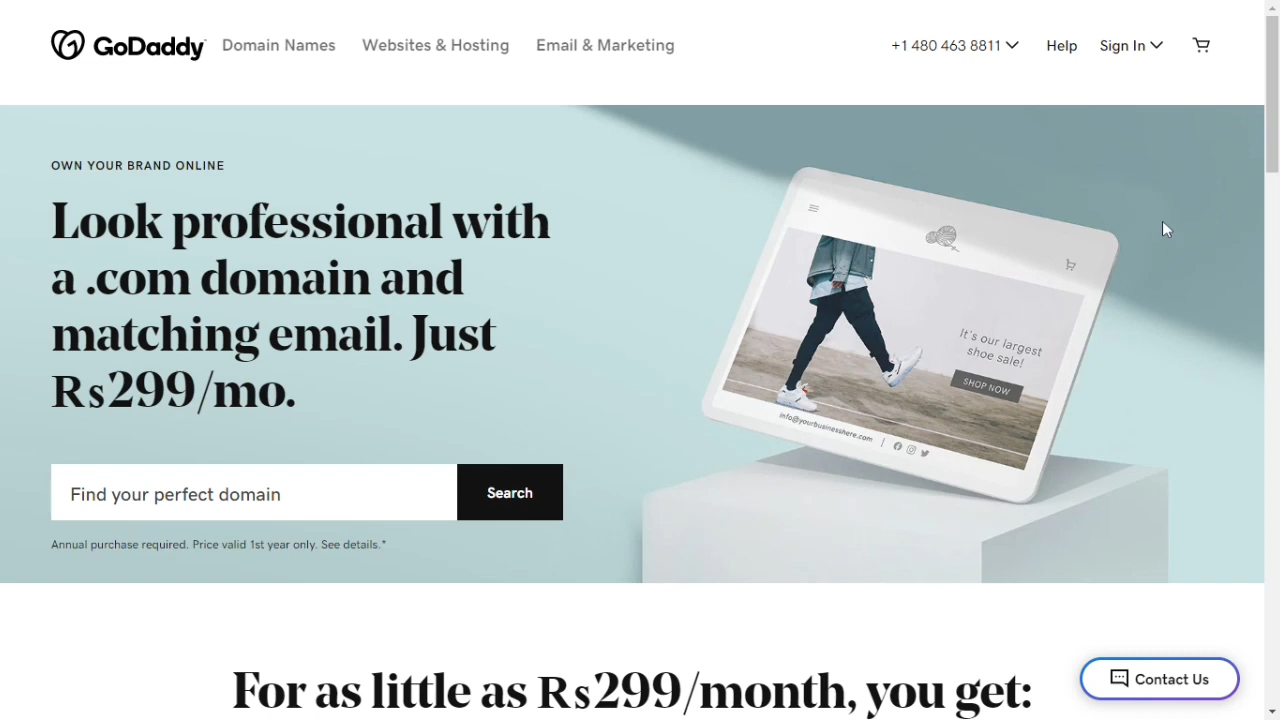 GoDaddy
Domain Names
Websites & Hosting
Email & Marketing
+1 480 463 8811
Help
Sign In
OWN YOUR BRAND ONLINE
Look professional with
a .com domain and
matching email. Just
Rs299/mo.
Find your perfect domain
Search
Annual purchase required. Price valid 1st year only. See details.*
It's our largest
shoe sale!
SHOP NOW
info@yourbusinesshere.com
For as little as Rs299/month, you get:
Contact Us